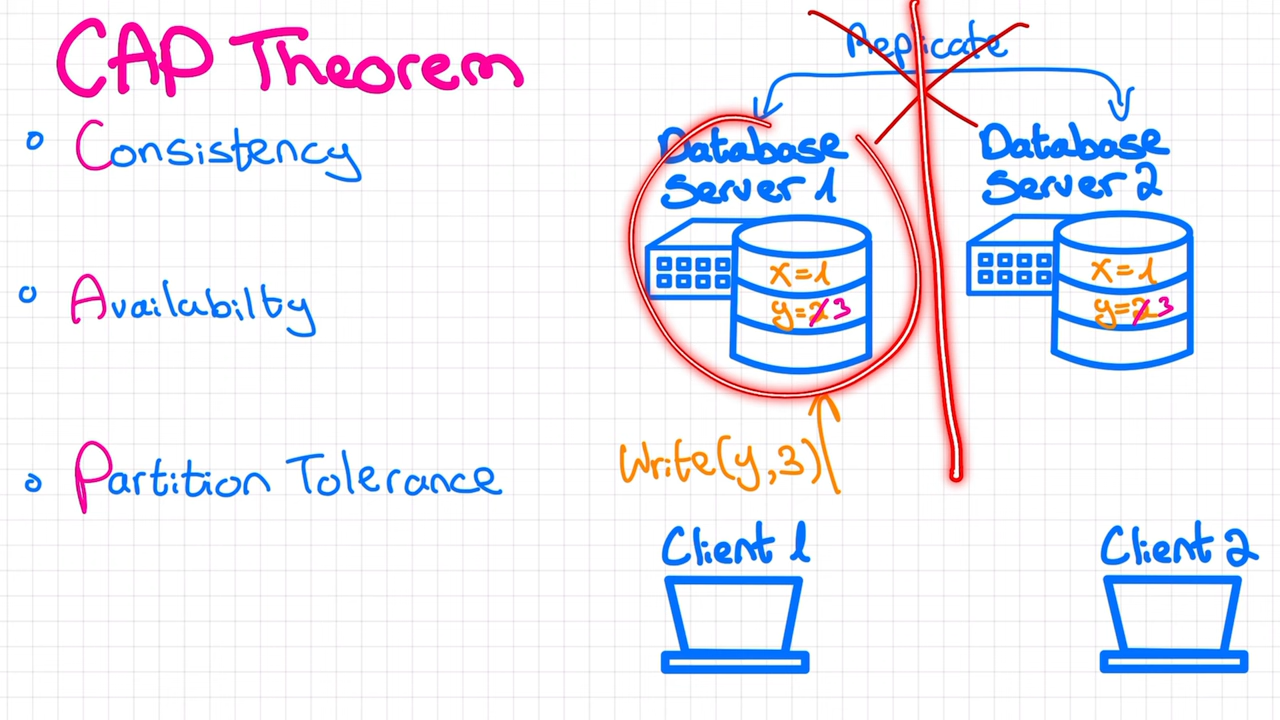 CAP Theorem
Consistency
Availabilty
Partition Tolerance
Replicate
Database
Server 1
x=1
y=2 3
Database
Server 2
x=1
y=2 3
Write(y,3)
Client 1
Client 2